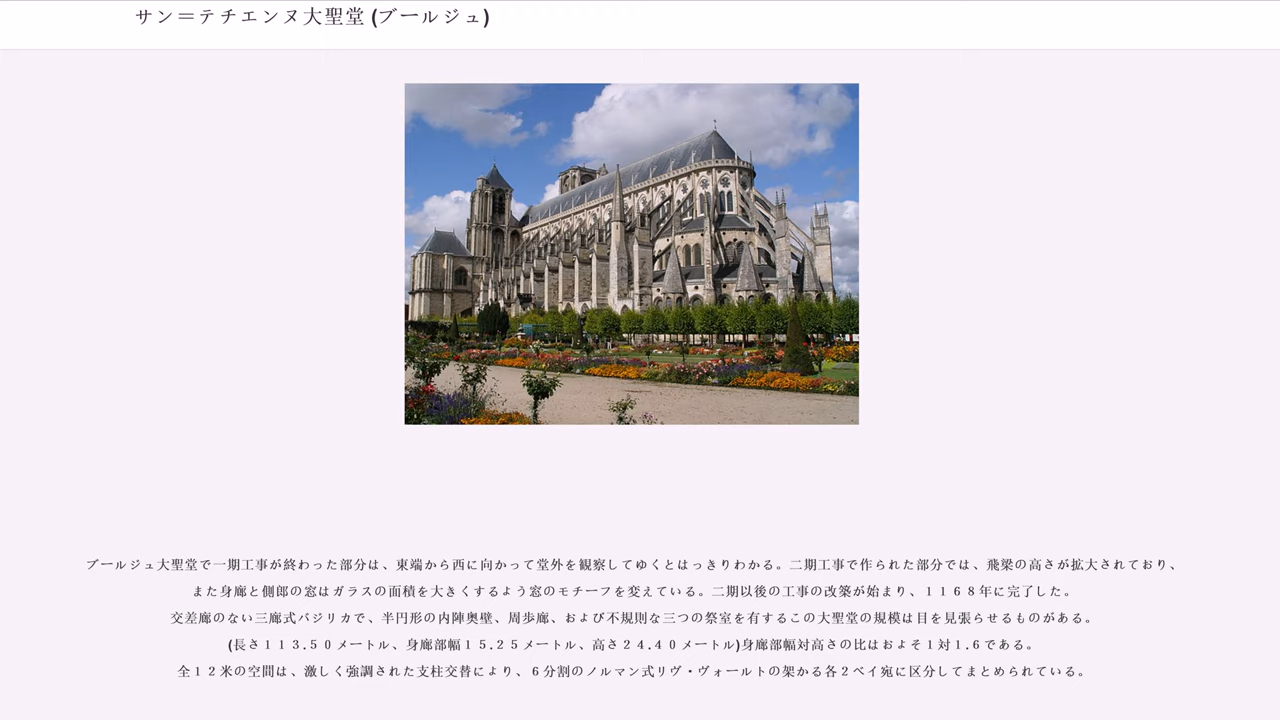 サン＝テチエンヌ大聖堂 (ブールジュ)
ブールジュ大聖堂で一期工事が終わった部分は、東端から西に向かって堂外を観察してゆくとはっきりわかる。二期工事で作られた部分では、飛梁の高さが拡大されており、
また身廊と側郎の窓はガラスの面積を大きくするよう窓のモチーフを変えている。二期以後の工事の改築が始まり、１１６８年に完了した。
交差廊のない三廊式バジリカで、半円形の内陣奥壁、周歩廊、および不規則な三つの祭室を有するこの大聖堂の規模は目を見張らせるものがある。
(長さ１１３.５０メートル、身廊部幅１５.２５メートル、高さ２４.４０メートル)身廊部幅対高さの比はおよそ１対１.６である。
全１２米の空間は、激しく強調された支柱交替により、６分割のノルマン式リヴ・ヴォールトの架かる各２ベイ宛に区分してまとめられている。